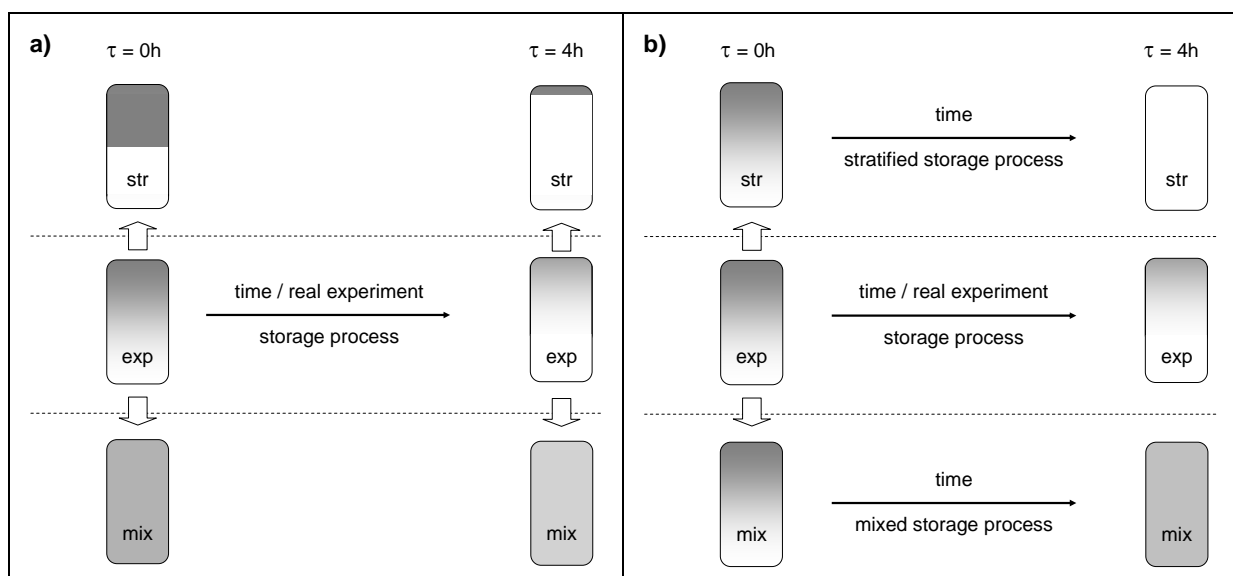 a)
τ = 0h
τ = 4h
str
str
time / real experiment
storage process
exp
exp
mix
mix
b)
τ = 0h
τ = 4h
time
stratified storage process
str
str
time / real experiment
storage process
exp
exp
time
mixed storage process
mix
mix